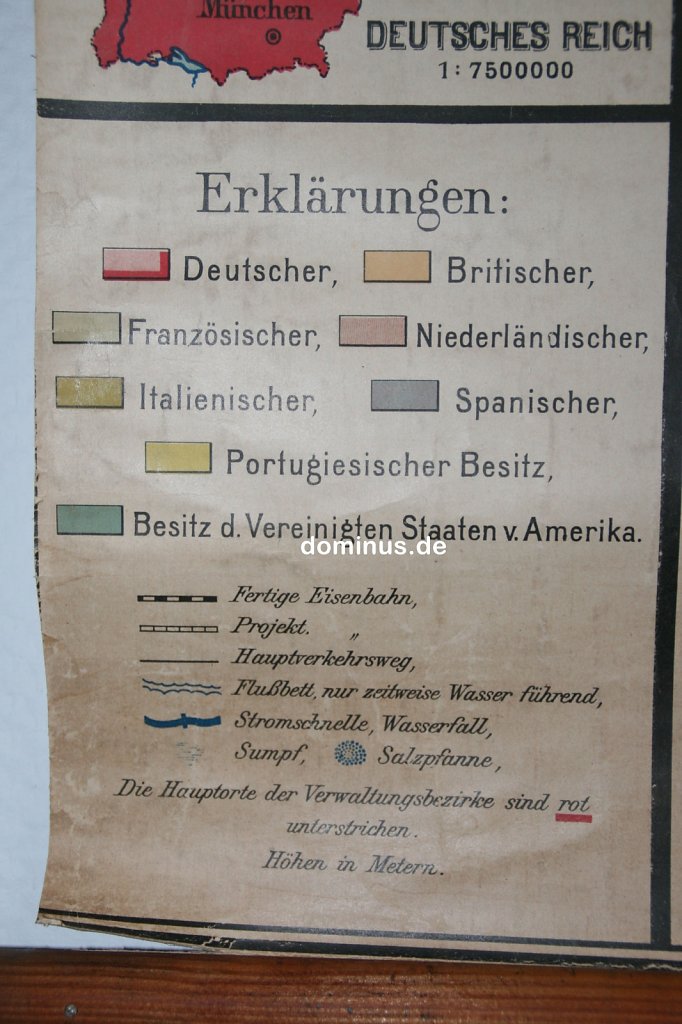 München
DEUTSCHES REICH
1:7500000
Erklärungen:
Deutscher, Britischer,
Französischer, Niederländischer,
Italienischer, Spanischer,
Portugiesischer Besitz,
Besitz d. Vereinigten Staaten v. Amerika.
dominus.de
Fertige Eisenbahn,
Projekt. „
Hauptverkehrsweg,
Flußbett, nur zeitweise Wasser führend,
Stromschnelle, Wasserfall,
Sumpf, Salzpfanne,
Die Hauptorte der Verwaltungsbezirke sind rot
unterstrichen.
Höhen in Metern.